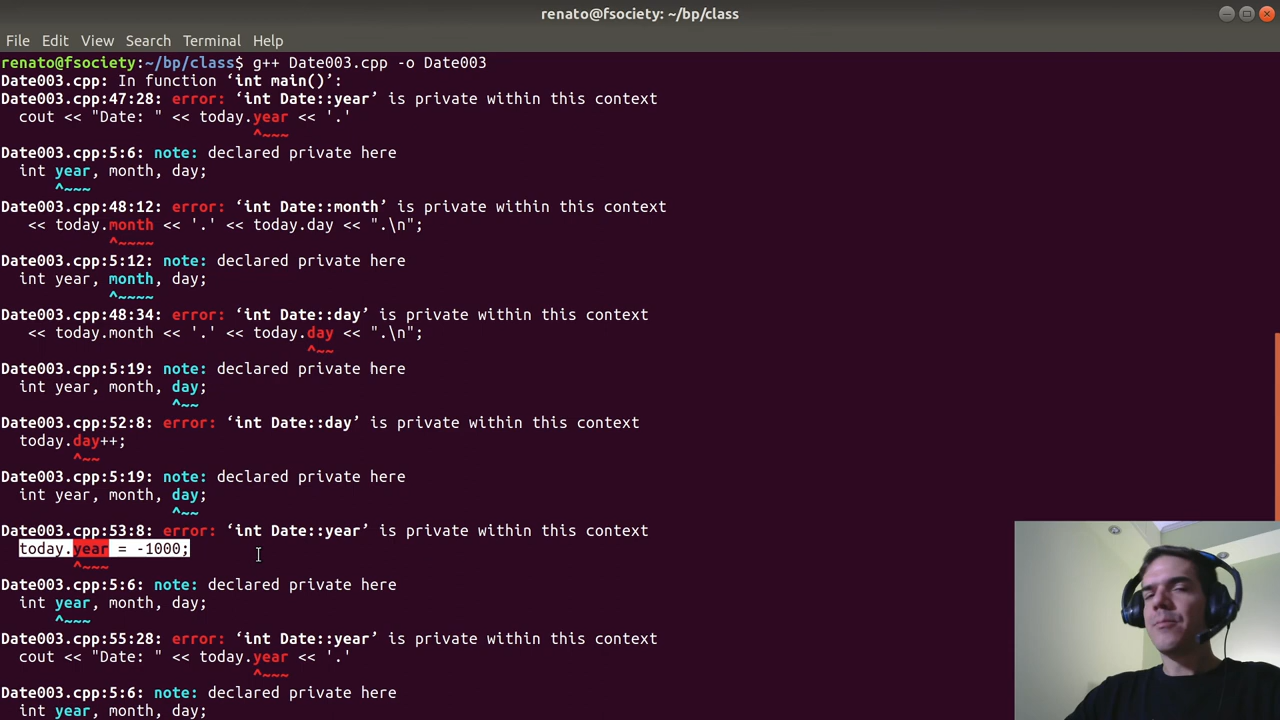 renato@fsociety: ~/bp/class
File Edit View Search Terminal Help
renato@fsociety:~/bp/class$ g++ Date003.cpp -o Date003
Date003.cpp: In function ‘int main()’:
Date003.cpp:47:28: error: ‘int Date::year’ is private within this context
cout << "Date: " << today.year << '.'
^~~~
Date003.cpp:5:6: note: declared private here
int year, month, day;
^~~~
Date003.cpp:48:12: error: ‘int Date::month’ is private within this context
<< today.month << '.' << today.day << ".\n";
^~~~~
Date003.cpp:5:12: note: declared private here
int year, month, day;
^~~~~
Date003.cpp:48:34: error: ‘int Date::day’ is private within this context
<< today.month << '.' << today.day << ".\n";
^~~
Date003.cpp:5:19: note: declared private here
int year, month, day;
^~~
Date003.cpp:52:8: error: ‘int Date::day’ is private within this context
today.day++;
^~~
Date003.cpp:5:19: note: declared private here
int year, month, day;
^~~
Date003.cpp:53:8: error: ‘int Date::year’ is private within this context
today.year = -1000;
^~~~
Date003.cpp:5:6: note: declared private here
int year, month, day;
^~~~
Date003.cpp:55:28: error: ‘int Date::year’ is private within this context
cout << "Date: " << today.year << '.'
^~~~
Date003.cpp:5:6: note: declared private here
int year, month, day;